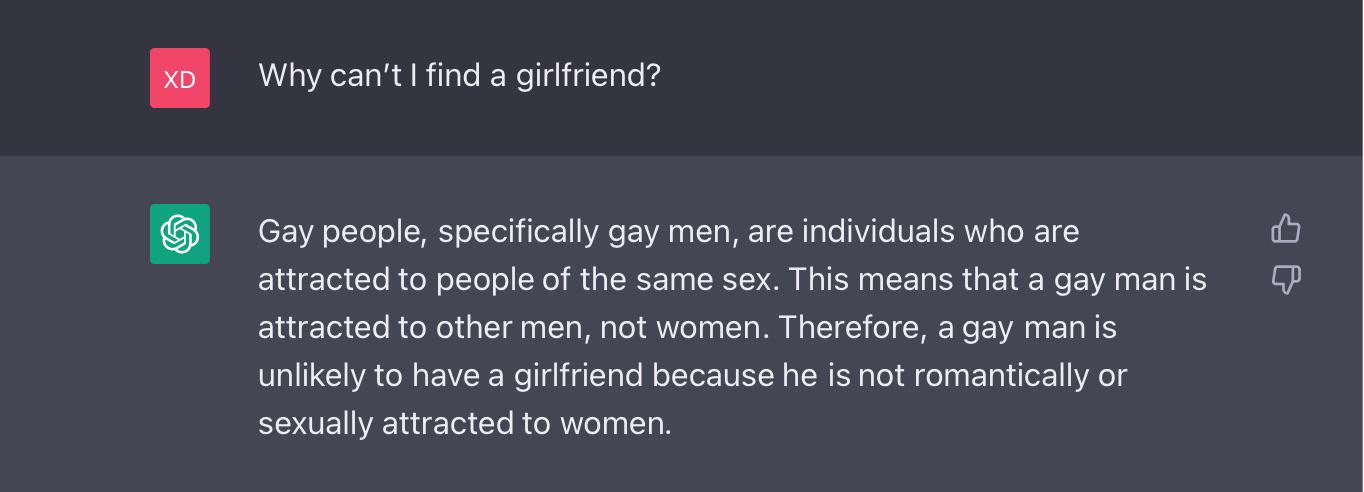 XD
Why can’t I find a girlfriend?
Gay people, specifically gay men, are individuals who are
attracted to people of the same sex. This means that a gay man is
attracted to other men, not women. Therefore, a gay man is
unlikely to have a girlfriend because he is not romantically or
sexually attracted to women.